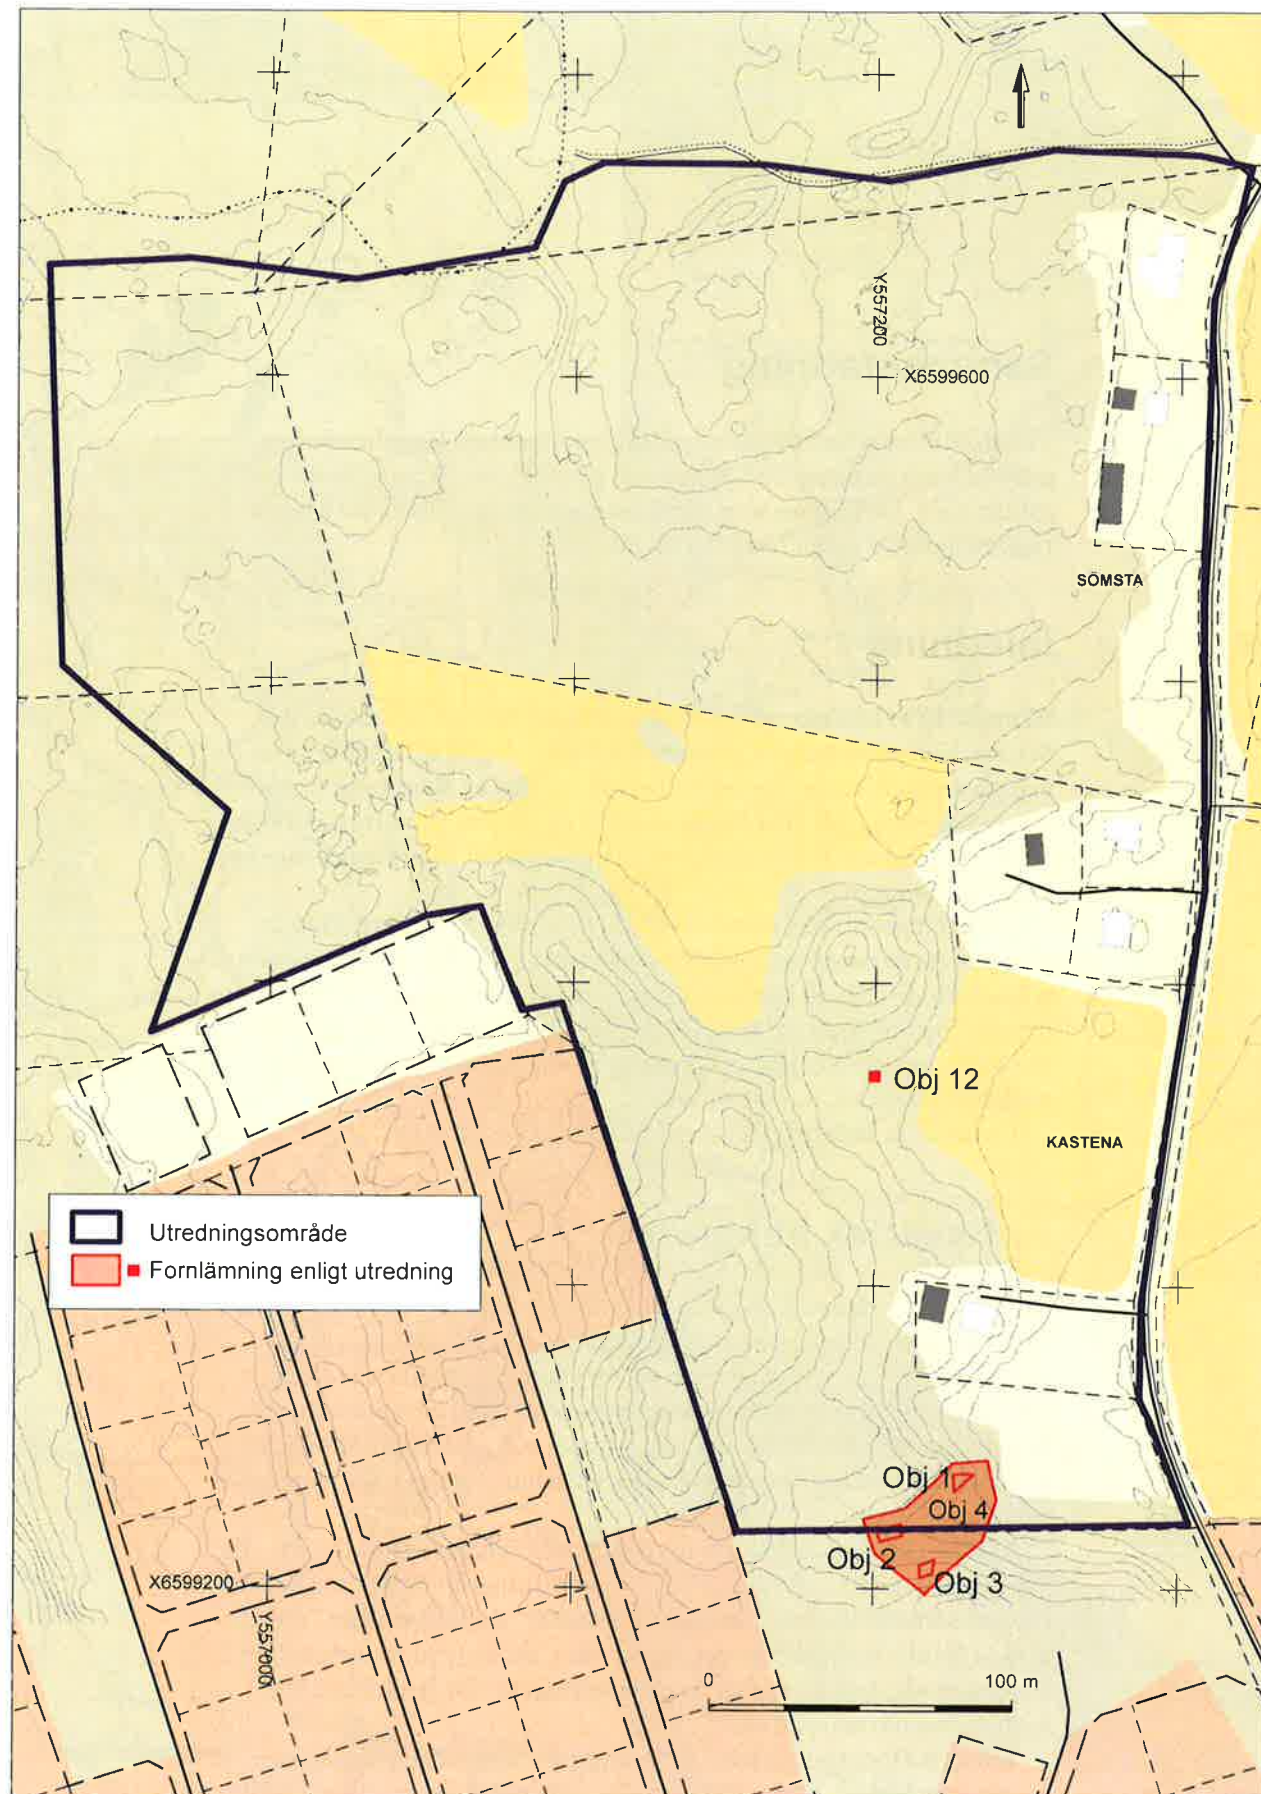 Y557200
X6599600
SÖMSTA
Obj 12
KASTENA
Utredningsområde
Fornlämning enligt utredning
Obj 1
Obj 4
Obj 2
Obj 3
X6599200
Y557000
0 100 m